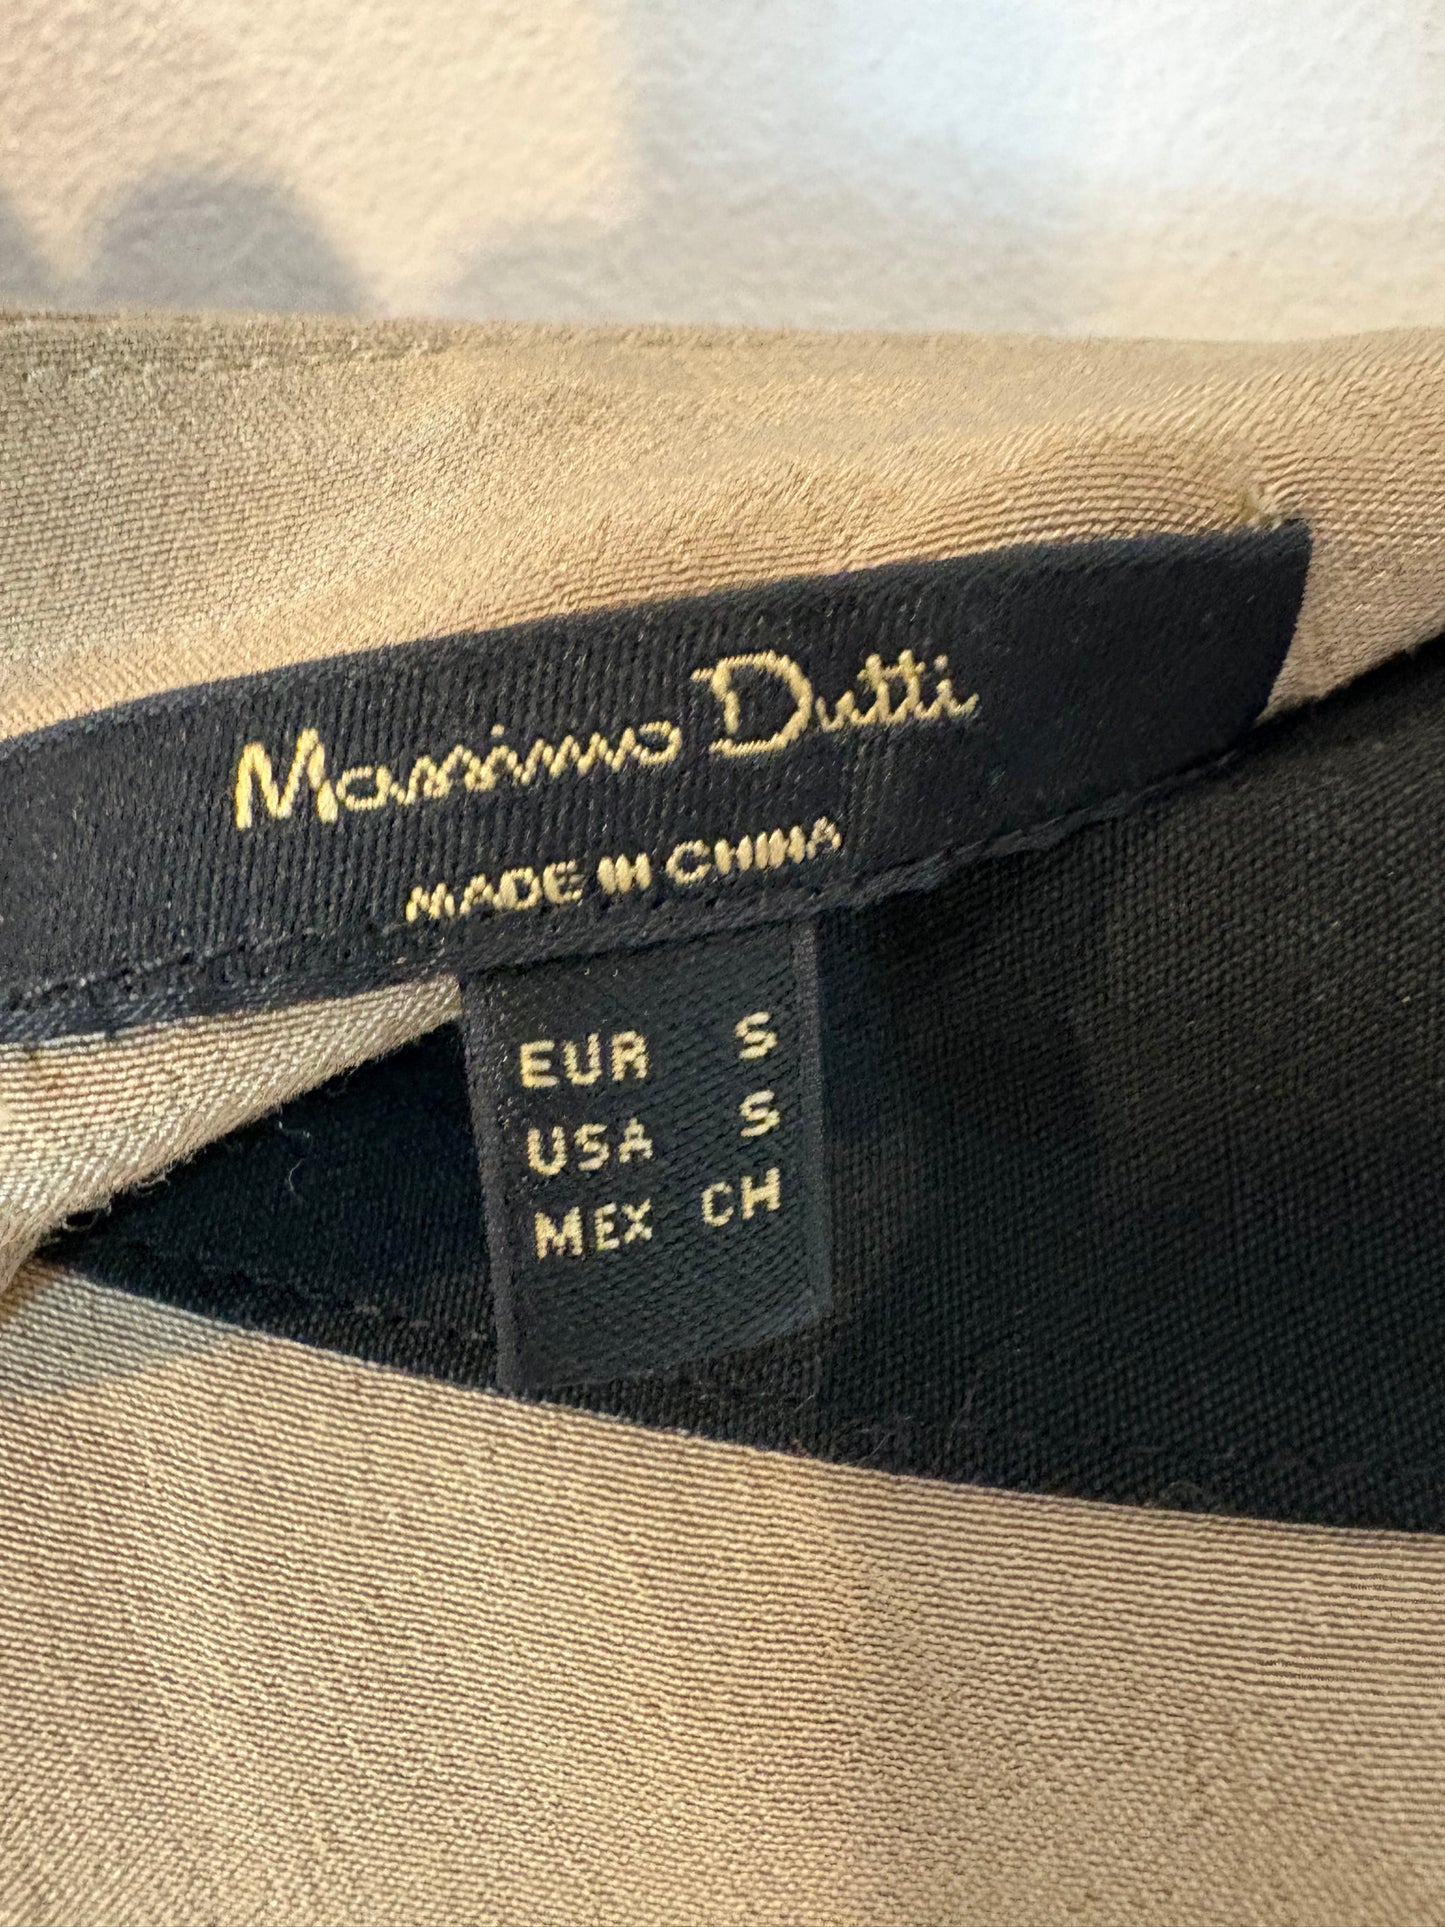 Massimo Dutti
MADE IN CHINA
EUR S
USA S
MEX CH